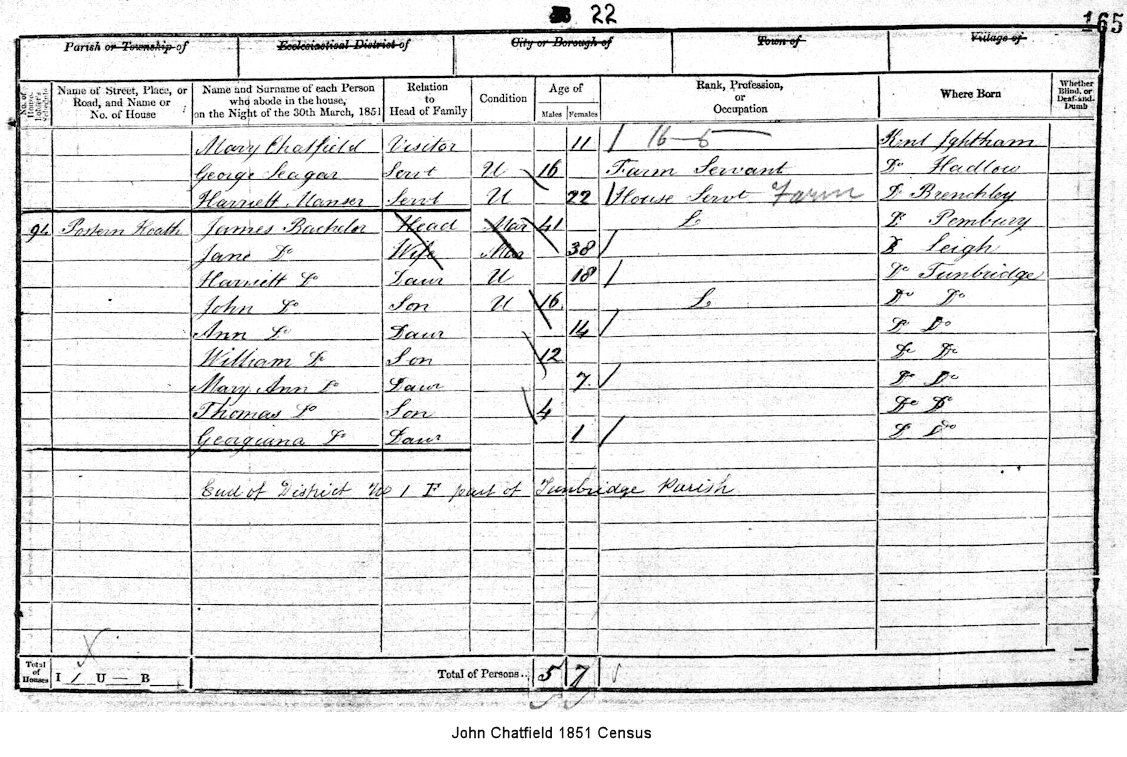 22
165
Parish or Township of Ecclesiastical District of City or Borough of Town of Village of
No. of House-holder's Schedule Name of Street, Place, or Road, and Name or No. of House Name and Surname of each Person who abode in the house, on the Night of the 30th March, 1851 Relation to Head of Family Condition Age of Males Females Rank, Profession, or Occupation Where Born Whether Blind, or Deaf-and-Dumb
Mary Chatfield Visitor 11 Kent Ightham
George Seagar Servt U 16 Farm Servant Do Hadlow
Harriett Manser Servt U 22 House Servt Farm Do Brenchley
94 Postern Heath James Bachelor Head Mar 41 L Do Pembury
Jane Do Wife Mar 38 Do Leigh
Harriett Do Daur U 18 Do Tunbridge
John Do Son U 16 L Do Do
Ann Do Daur 14 Do Do
William Do Son 12 Do Do
Mary Ann Do Daur 7 Do Do
Thomas Do Son 4 Do Do
Georgiana Do Daur 1 Do Do
End of District No 1 F part of Tunbridge Parish
Total of Houses I 1 U — B Total of Persons... 5 7
John Chatfield 1851 Census